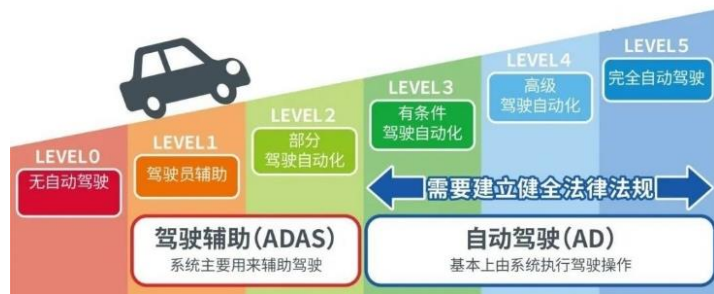 LEVEL0
无自动驾驶
LEVEL1
驾驶员辅助
LEVEL2
部分
驾驶自动化
LEVEL3
有条件
驾驶自动化
LEVEL4
高级
驾驶自动化
LEVEL5
完全自动驾驶
需要建立健全法律法规
驾驶辅助(ADAS)
系统主要用来辅助驾驶
自动驾驶(AD)
基本上由系统执行驾驶操作